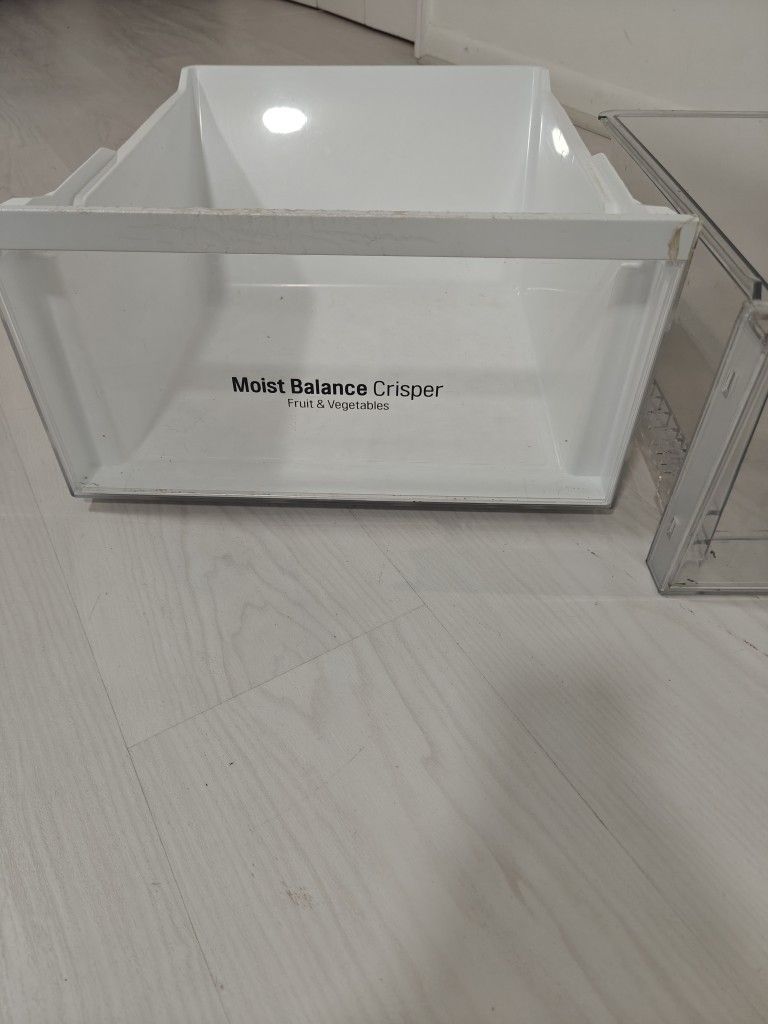 Moist Balance Crisper
Fruit & Vegetables